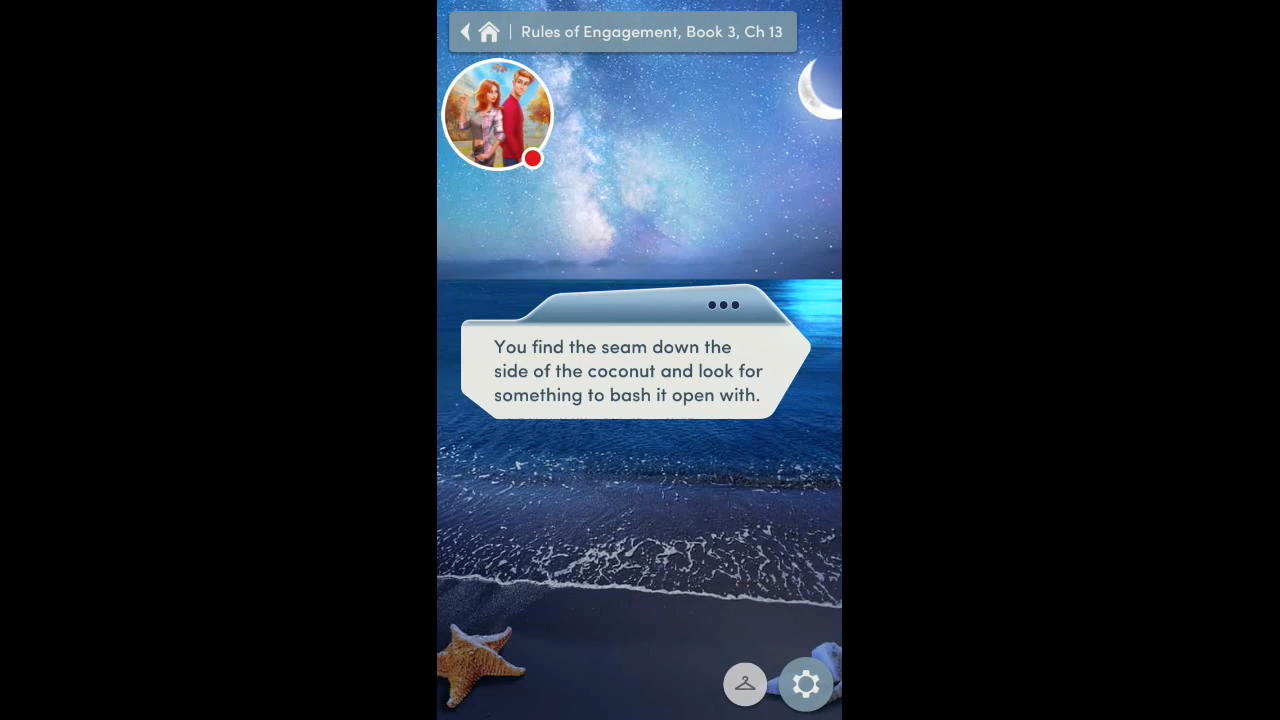 Rules of Engagement, Book 3, Ch 13
You find the seam down the
side of the coconut and look for
something to bash it open with.